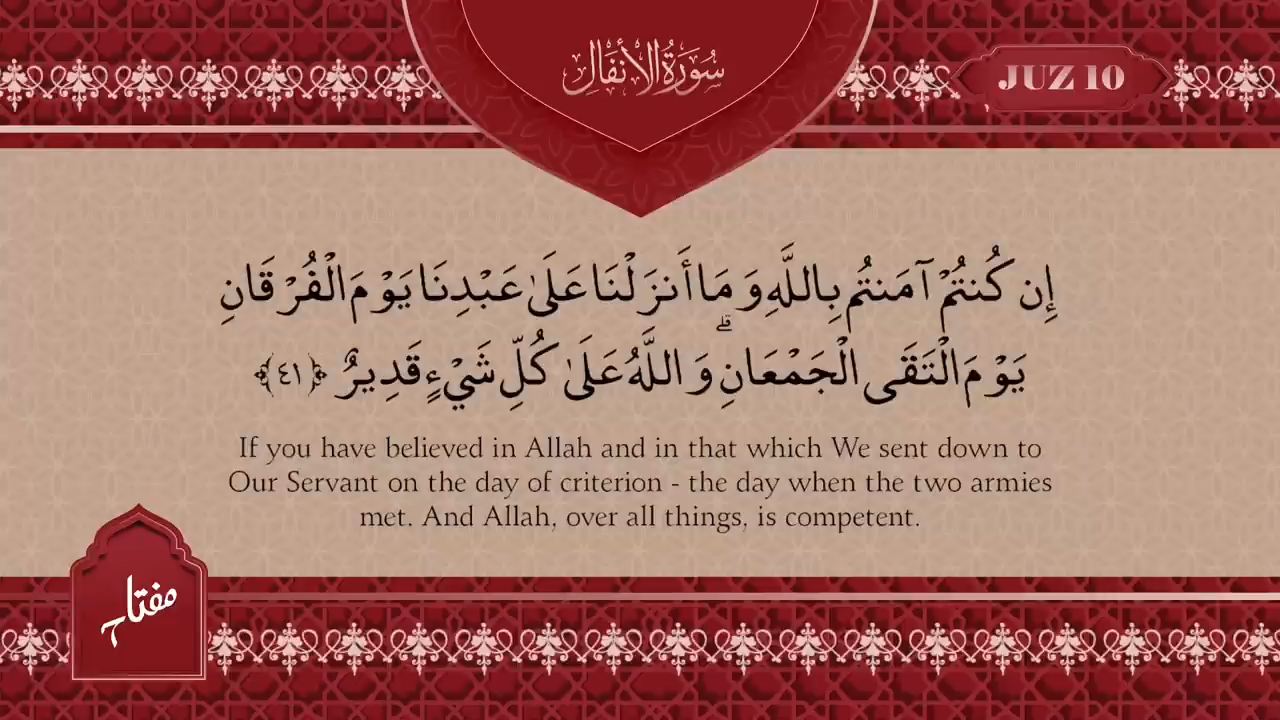 سُورَةُ الأَنفَالِ
JUZ 10
إِن كُنتُمْ آمَنتُم بِاللَّهِ وَمَا أَنزَلْنَا عَلَىٰ عَبْدِنَا يَوْمَ الْفُرْقَانِ
يَوْمَ الْتَقَى الْجَمْعَانِ ۗ وَاللَّهُ عَلَىٰ كُلِّ شَيْءٍ قَدِيرٌ ﴿٤١﴾
If you have believed in Allah and in that which We sent down to
Our Servant on the day of criterion - the day when the two armies
met. And Allah, over all things, is competent.
مفتاح